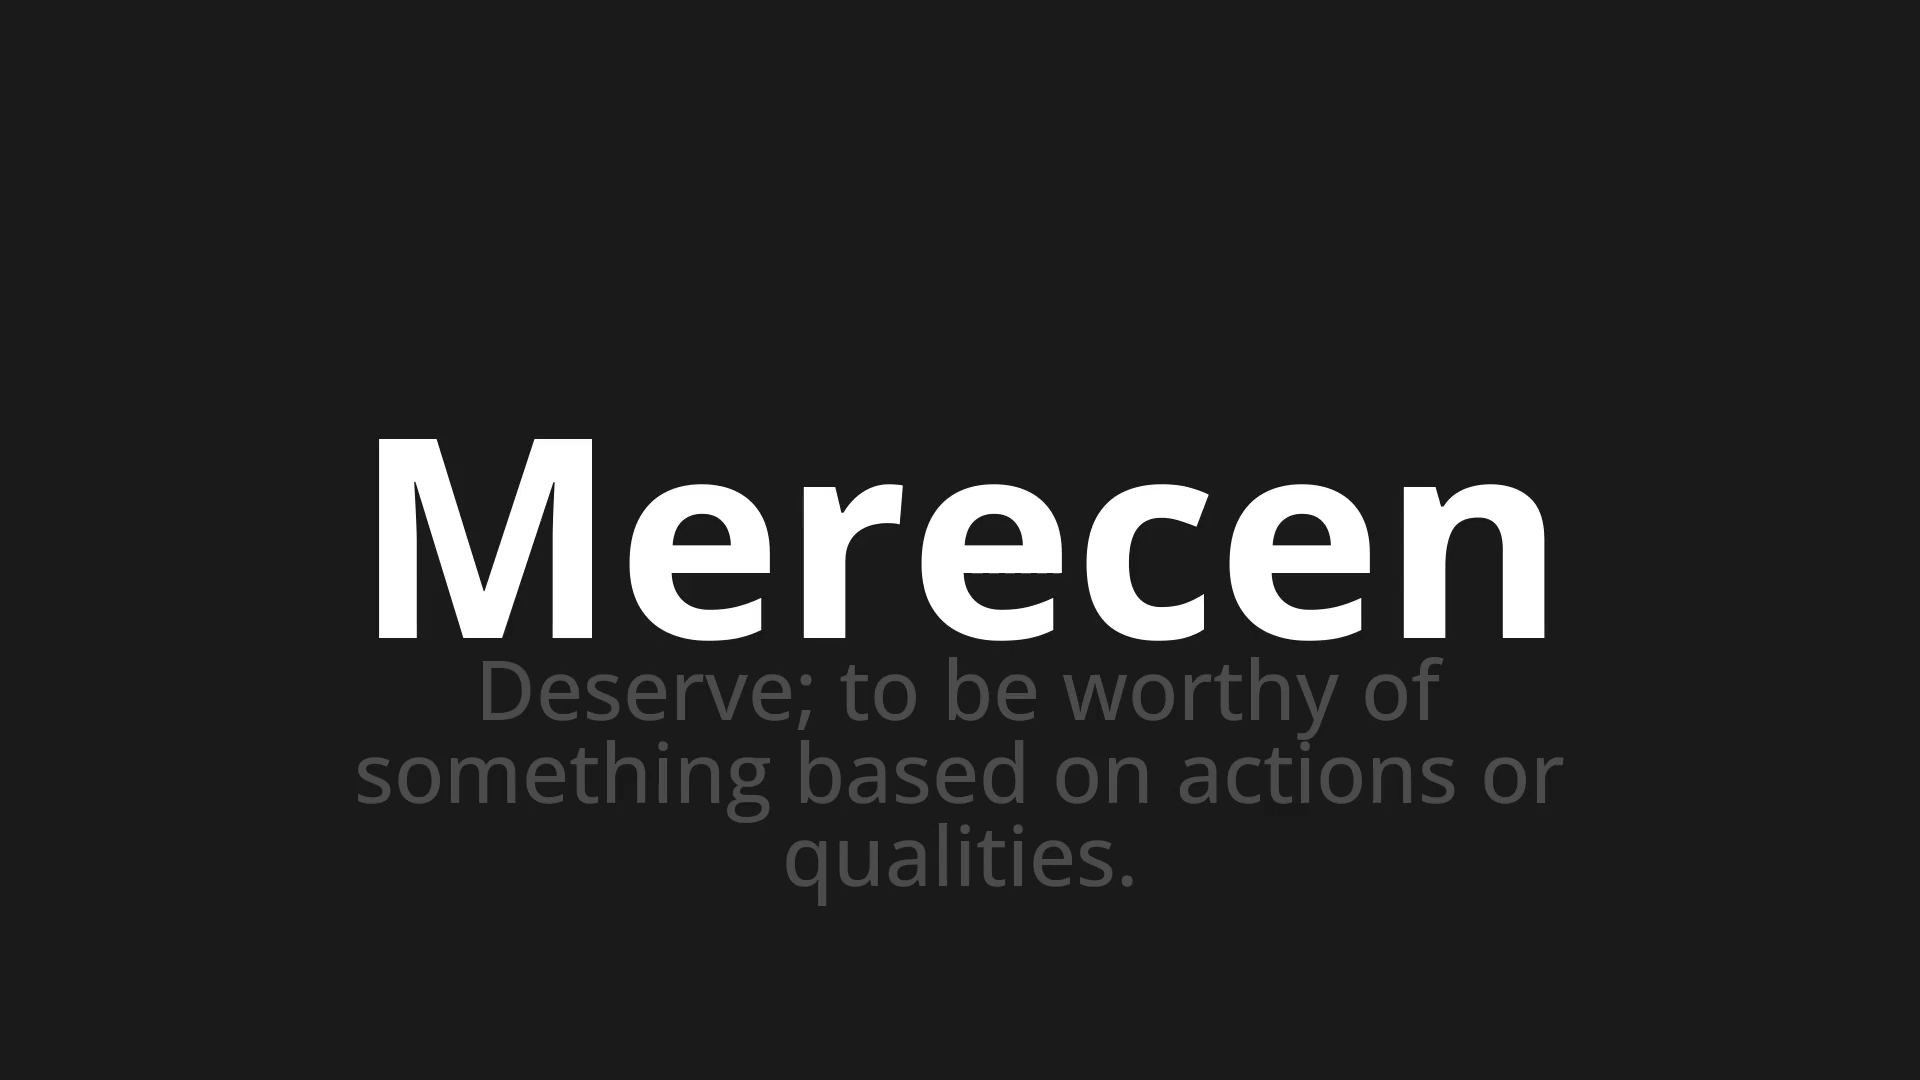 Merecen
Deserve; to be worthy of
something based on actions or
qualities.